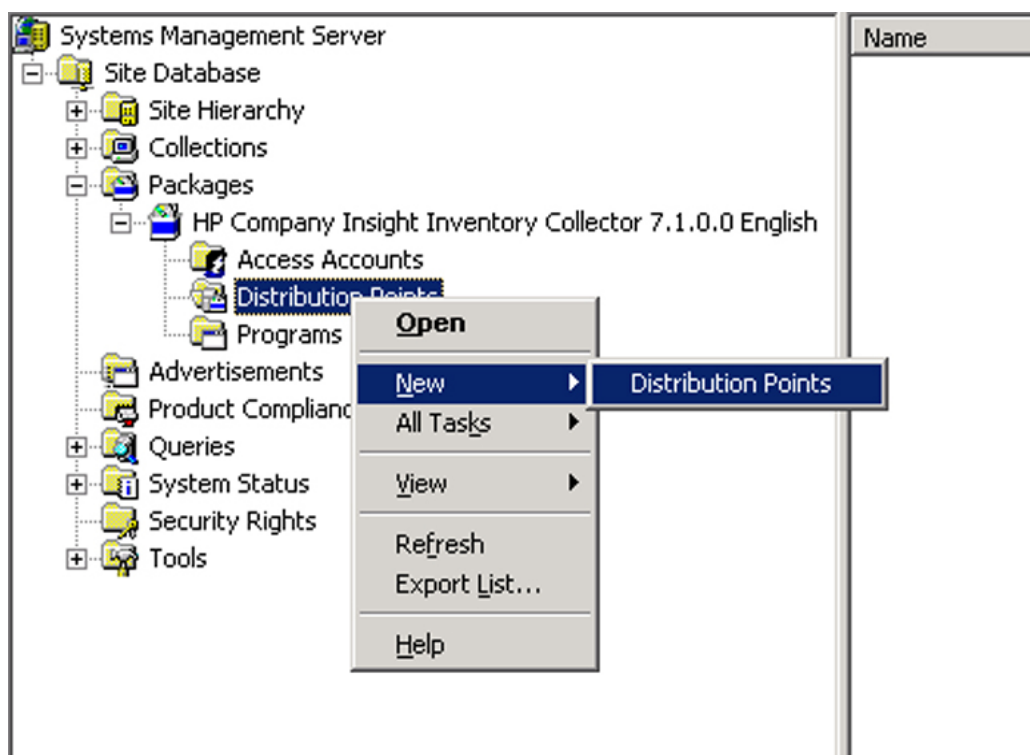 Systems Management Server
Name
Site Database
Site Hierarchy
Collections
Packages
HP Company Insight Inventory Collector 7.1.0.0 English
Access Accounts
Distribution Points
Programs
Advertisements
Product Complianc
Queries
System Status
Security Rights
Tools
Open
New
Distribution Points
All Tasks
View
Refresh
Export List...
Help